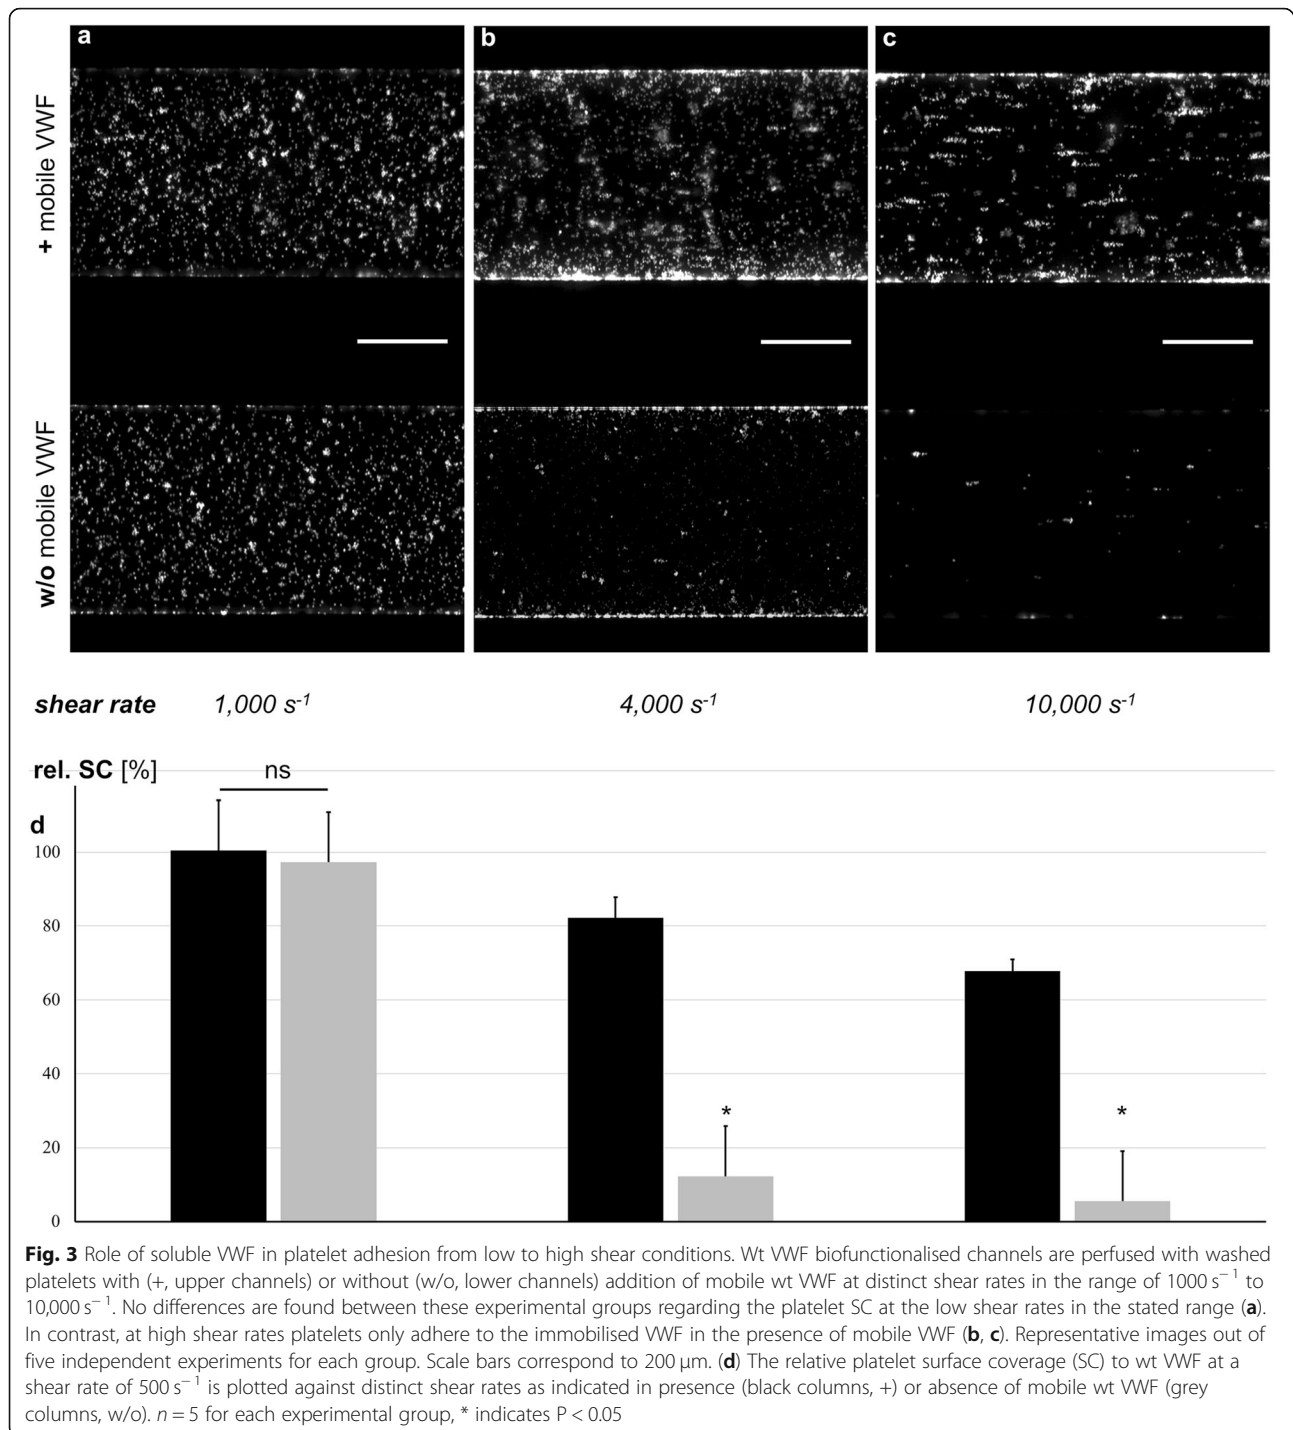 a
b
c
+ mobile VWF
w/o mobile VWF
shear rate 1,000 s-1 4,000 s-1 10,000 s-1
rel. SC [%]
ns
d
100
80
60
40
20
0
*
*
Fig. 3 Role of soluble VWF in platelet adhesion from low to high shear conditions. Wt VWF biofunctionalised channels are perfused with washed
platelets with (+, upper channels) or without (w/o, lower channels) addition of mobile wt VWF at distinct shear rates in the range of 1000 s− 1 to
10,000 s− 1. No differences are found between these experimental groups regarding the platelet SC at the low shear rates in the stated range (a).
In contrast, at high shear rates platelets only adhere to the immobilised VWF in the presence of mobile VWF (b, c). Representative images out of
five independent experiments for each group. Scale bars correspond to 200 μm. (d) The relative platelet surface coverage (SC) to wt VWF at a
shear rate of 500 s− 1 is plotted against distinct shear rates as indicated in presence (black columns, +) or absence of mobile wt VWF (grey
columns, w/o). n = 5 for each experimental group, * indicates P < 0.05